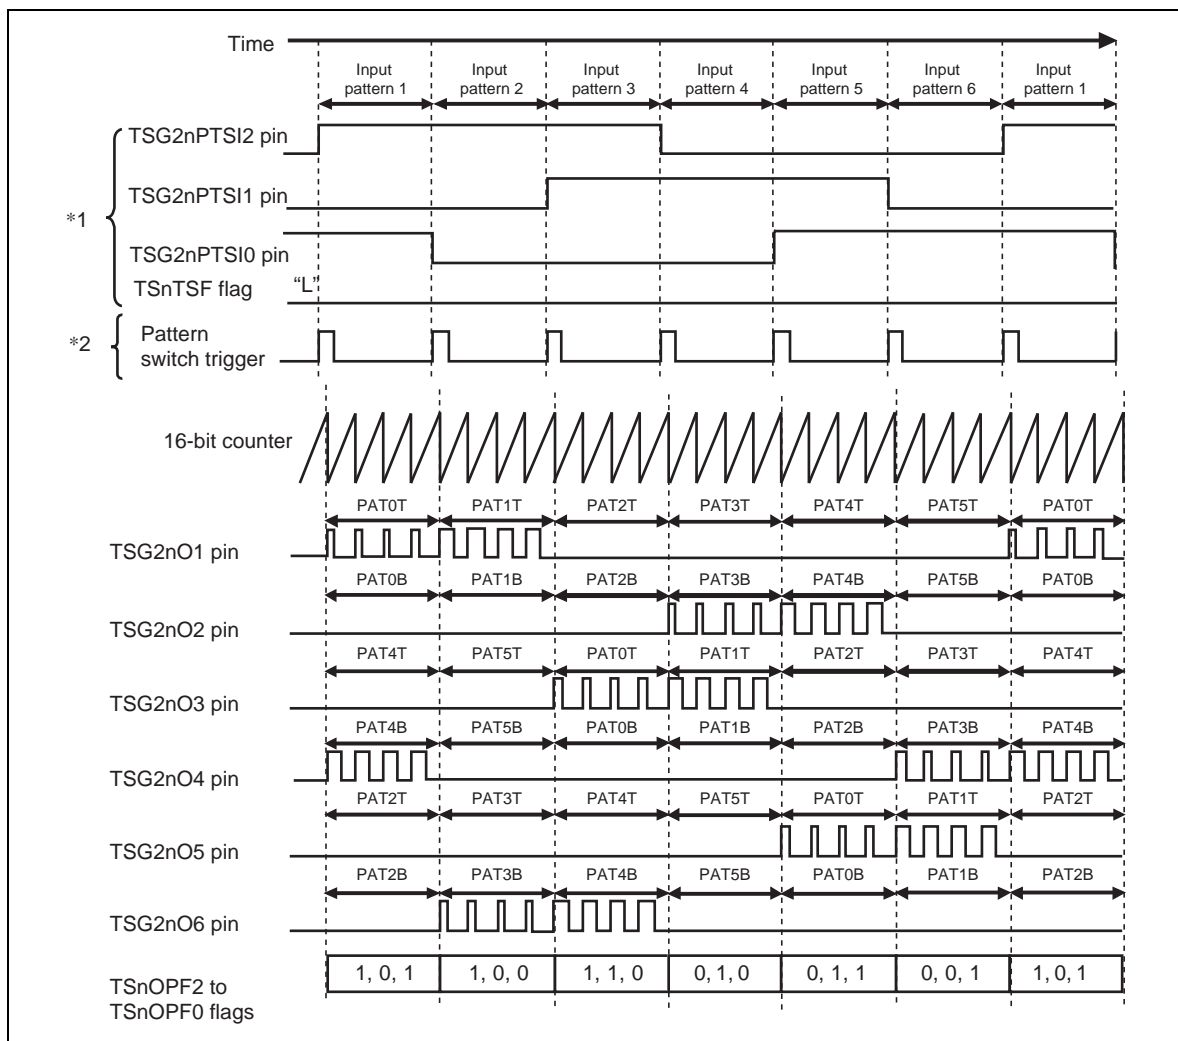 Time
Input pattern 1
Input pattern 2
Input pattern 3
Input pattern 4
Input pattern 5
Input pattern 6
Input pattern 1
*1
TSG2nPTSI2 pin
TSG2nPTSI1 pin
TSG2nPTSI0 pin
TSnTSF flag "L"
*2
Pattern
switch trigger
16-bit counter
PAT0T PAT1T PAT2T PAT3T PAT4T PAT5T PAT0T
TSG2nO1 pin
PAT0B PAT1B PAT2B PAT3B PAT4B PAT5B PAT0B
TSG2nO2 pin
PAT4T PAT5T PAT0T PAT1T PAT2T PAT3T PAT4T
TSG2nO3 pin
PAT4B PAT5B PAT0B PAT1B PAT2B PAT3B PAT4B
TSG2nO4 pin
PAT2T PAT3T PAT4T PAT5T PAT0T PAT1T PAT2T
TSG2nO5 pin
PAT2B PAT3B PAT4B PAT5B PAT0B PAT1B PAT2B
TSG2nO6 pin
1, 0, 1 1, 0, 0 1, 1, 0 0, 1, 0 0, 1, 1 0, 0, 1 1, 0, 1
TSnOPF2 to
TSnOPF0 flags